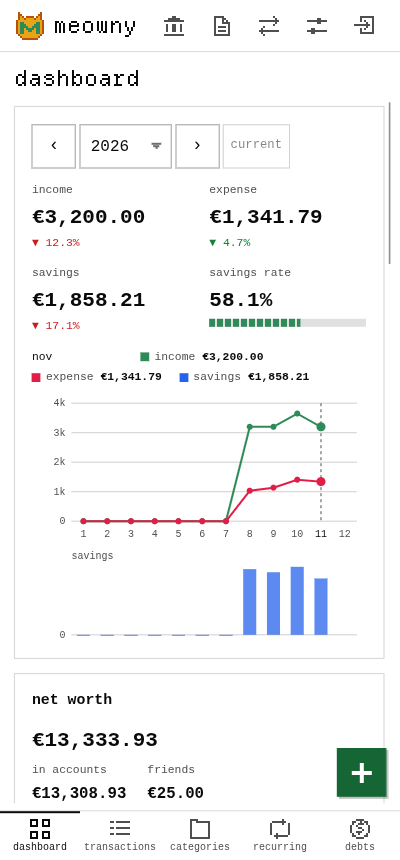 meowny
dashboard
‹ 2026 › current
income expense
€3,200.00 €1,341.79
▼ 12.3% ▼ 4.7%
savings savings rate
€1,858.21 58.1%
▼ 17.1%
nov income €3,200.00
expense €1,341.79 savings €1,858.21
4k
3k
2k
1k
0
1 2 3 4 5 6 7 8 9 10 11 12
savings
0
net worth
€13,333.93
in accounts friends
€13,308.93 €25.00
+
dashboard transactions categories recurring debts